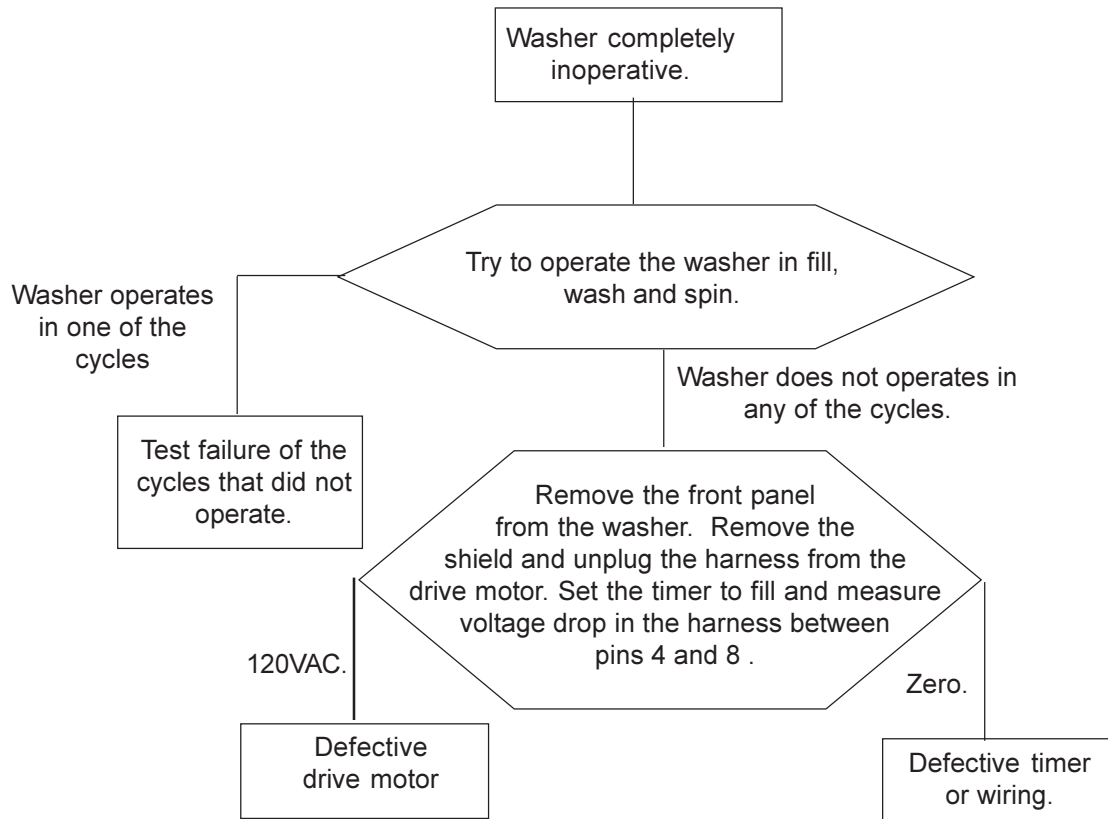 Washer completely
inoperative.
Try to operate the washer in fill,
wash and spin.
Washer operates
in one of the
cycles
Washer does not operates in
any of the cycles.
Test failure of the
cycles that did not
operate.
Remove the front panel
from the washer. Remove the
shield and unplug the harness from the
drive motor. Set the timer to fill and measure
voltage drop in the harness between
pins 4 and 8 .
120VAC.
Zero.
Defective
drive motor
Defective timer
or wiring.